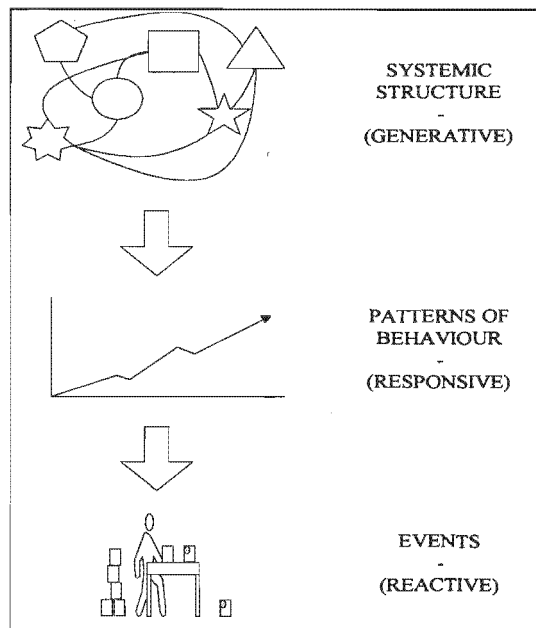 SYSTEMIC
STRUCTURE
-
(GENERATIVE)
PATTERNS OF
BEHAVIOUR
-
(RESPONSIVE)
EVENTS
-
(REACTIVE)